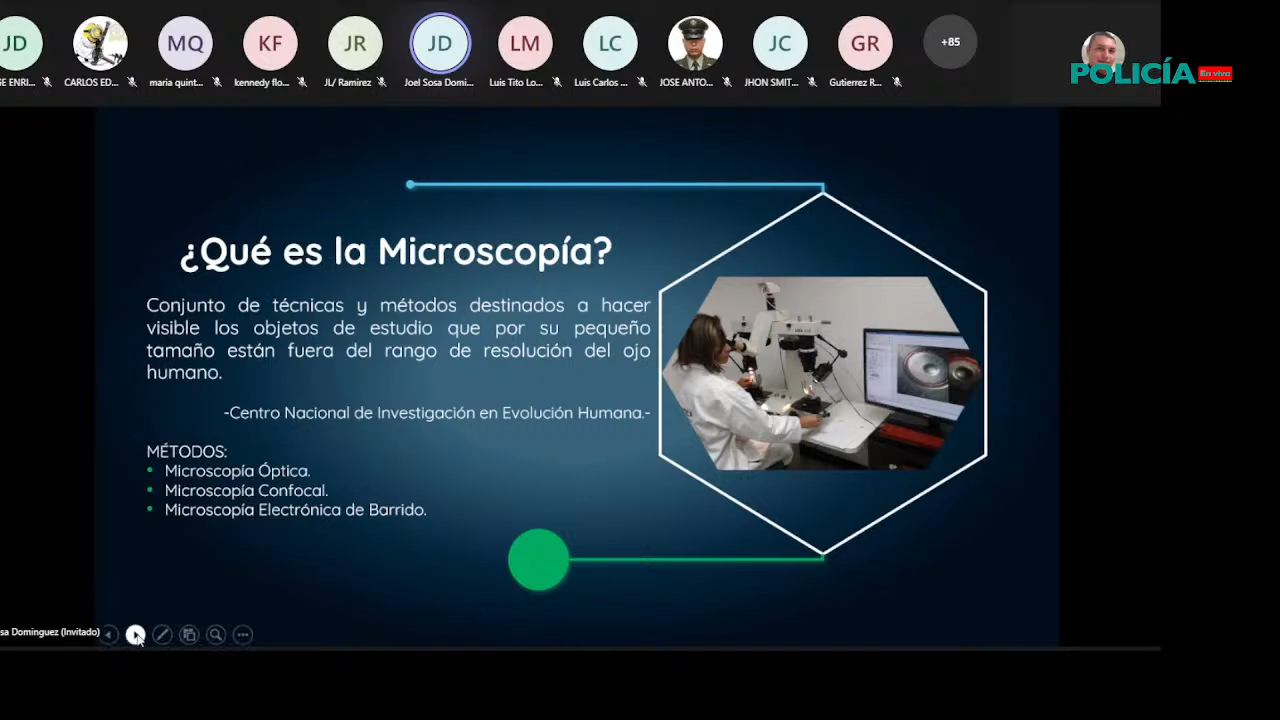 JD
MQ
KF
JR
JD
LM
LC
JC
GR
+85
SE ENRI...
CARLOS ED...
maria quint...
kennedy flo...
JL/ Ramirez
Joel Sosa Domi...
Luis Tito Lo...
Luis Carlos ...
JOSE ANTO...
JHON SMIT...
Gutierrez R...
POLICÍA En vivo
¿Qué es la Microscopía?
Conjunto de técnicas y métodos destinados a hacer
visible los objetos de estudio que por su pequeño
tamaño están fuera del rango de resolución del ojo
humano.
-Centro Nacional de Investigación en Evolución Humana.-
MÉTODOS:
• Microscopía Óptica.
• Microscopía Confocal.
• Microscopía Electrónica de Barrido.
sa Dominguez (Invitado)